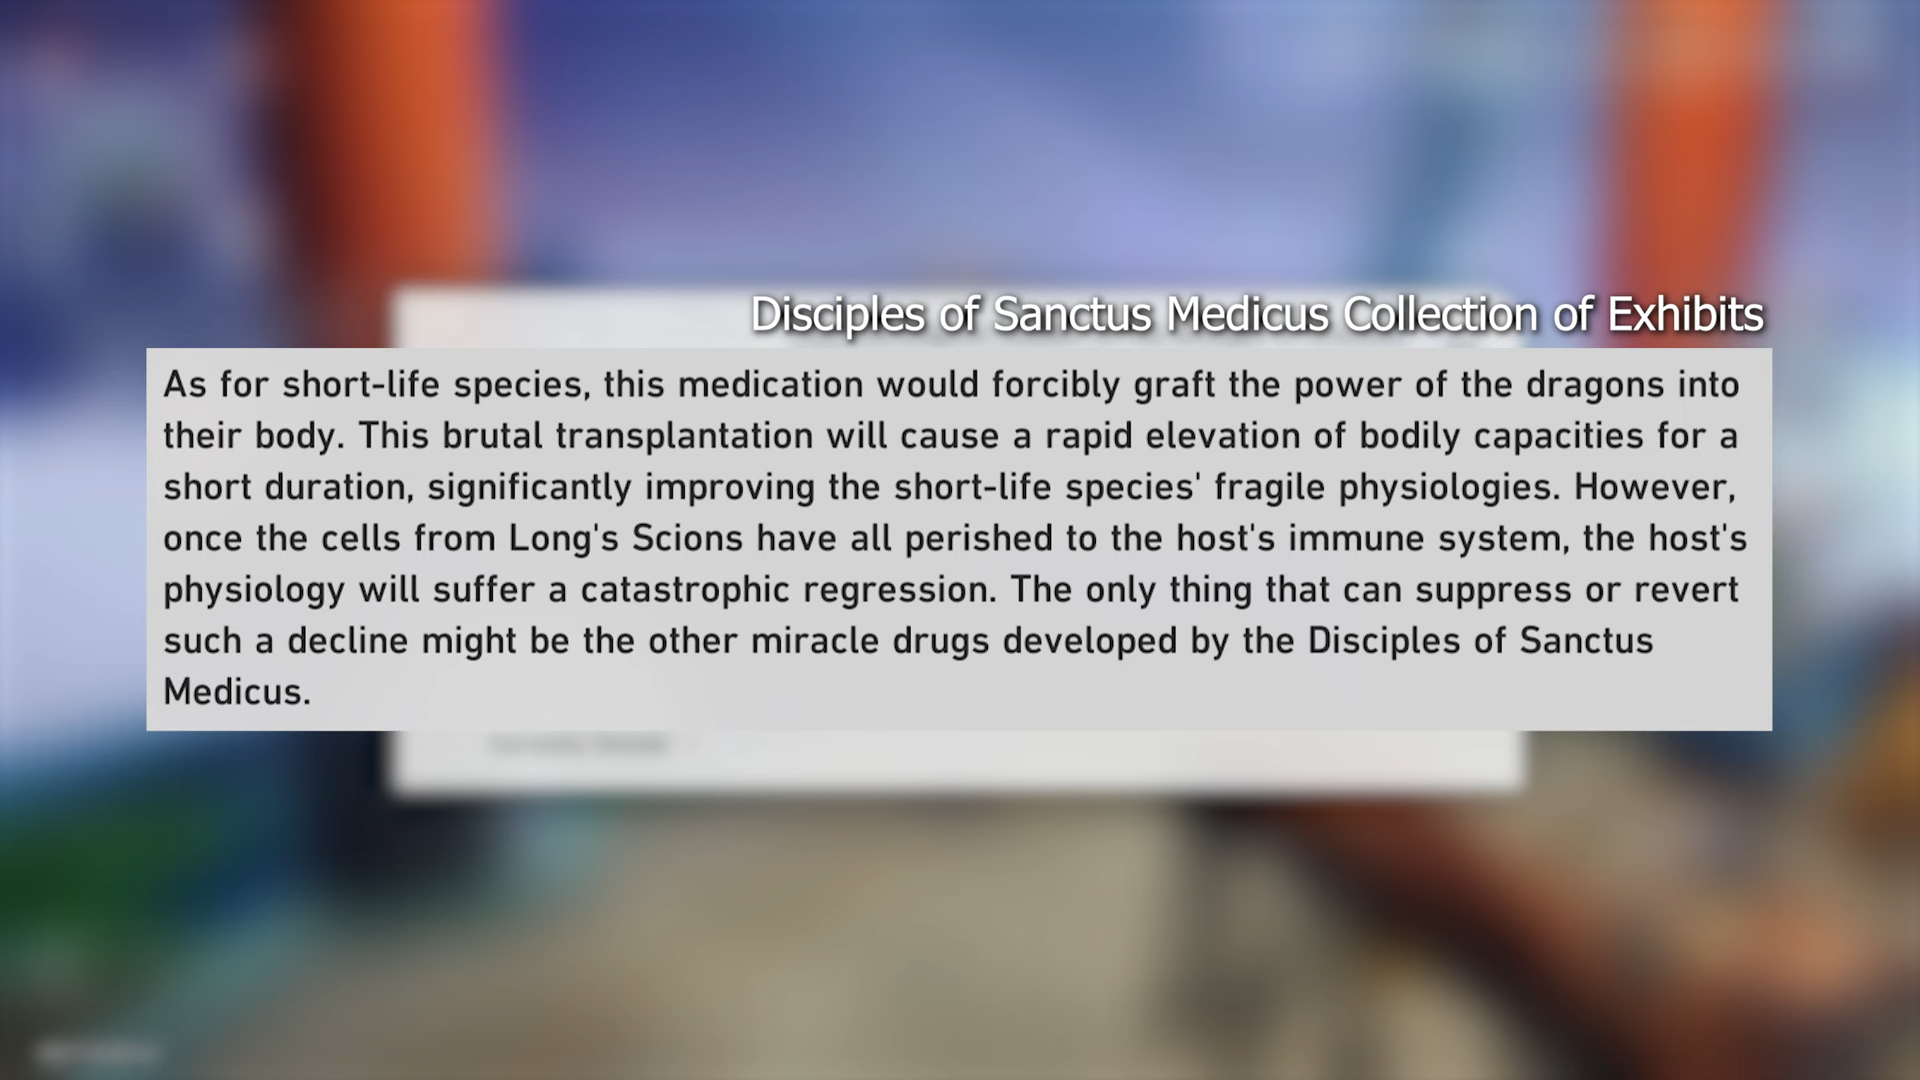 Disciples of Sanctus Medicus Collection of Exhibits
As for short-life species, this medication would forcibly graft the power of the dragons into
their body. This brutal transplantation will cause a rapid elevation of bodily capacities for a
short duration, significantly improving the short-life species' fragile physiologies. However,
once the cells from Long's Scions have all perished to the host's immune system, the host's
physiology will suffer a catastrophic regression. The only thing that can suppress or revert
such a decline might be the other miracle drugs developed by the Disciples of Sanctus
Medicus.